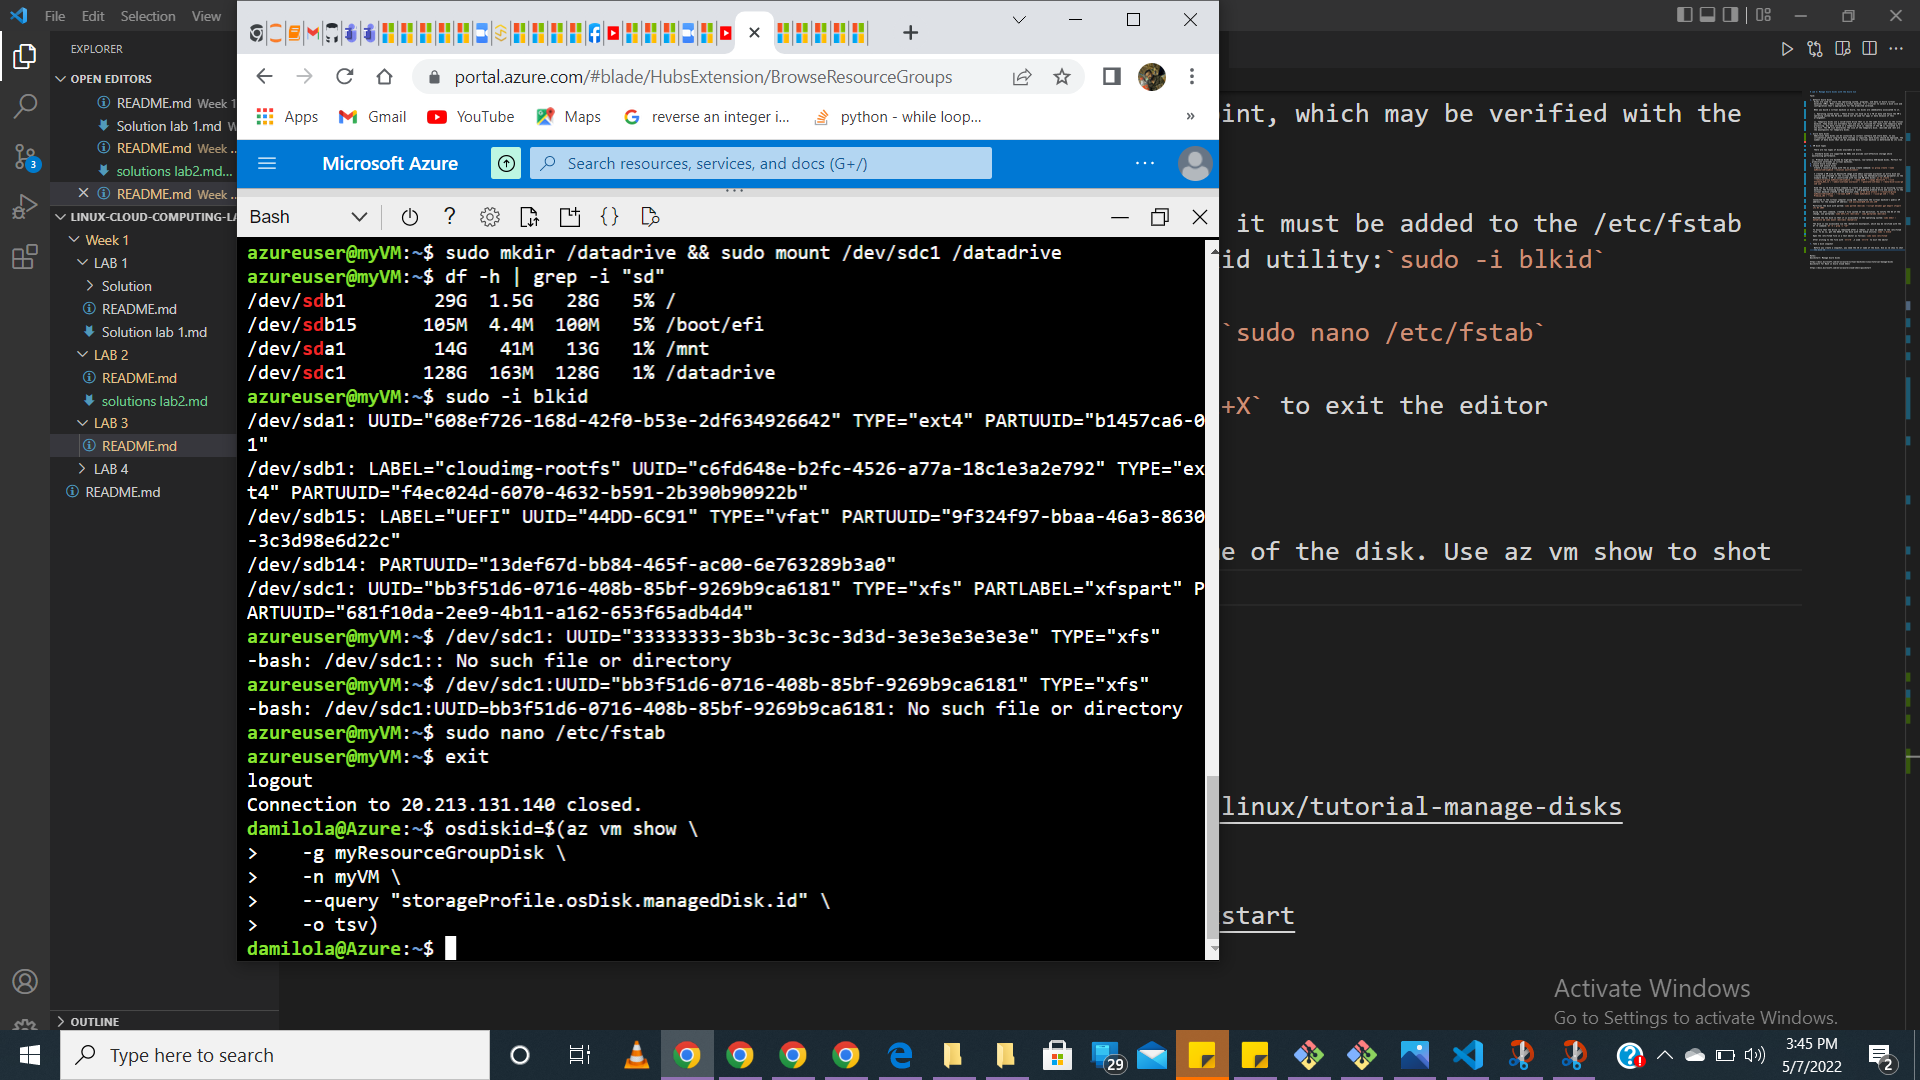 File Edit Selection View
EXPLORER
OPEN EDITORS
README.md Week 1
Solution lab 1.md W
README.md Week ...
solutions lab2.md...
README.md Week ...
LINUX-CLOUD-COMPUTING-LA
Week 1
LAB 1
Solution
README.md
Solution lab 1.md
LAB 2
README.md
solutions lab2.md
LAB 3
README.md
LAB 4
README.md
OUTLINE
3
portal.azure.com/#blade/HubsExtension/BrowseResourceGroups
Apps Gmail YouTube Maps reverse an integer i... python - while loop... »
Microsoft Azure Search resources, services, and docs (G+/) ...
Bash
azureuser@myVM:~$ sudo mkdir /datadrive && sudo mount /dev/sdc1 /datadrive
azureuser@myVM:~$ df -h | grep -i "sd"
/dev/sdb1 29G 1.5G 28G 5% /
/dev/sdb15 105M 4.4M 100M 5% /boot/efi
/dev/sda1 14G 41M 13G 1% /mnt
/dev/sdc1 128G 163M 128G 1% /datadrive
azureuser@myVM:~$ sudo -i blkid
/dev/sda1: UUID="608ef726-168d-42f0-b53e-2df634926642" TYPE="ext4" PARTUUID="b1457ca6-0
1"
/dev/sdb1: LABEL="cloudimg-rootfs" UUID="c6fd648e-b2fc-4526-a77a-18c1e3a2e792" TYPE="ex
t4" PARTUUID="f4ec024d-6070-4632-b591-2b390b90922b"
/dev/sdb15: LABEL="UEFI" UUID="44DD-6C91" TYPE="vfat" PARTUUID="9f324f97-bbaa-46a3-8630
-3c3d98e6d22c"
/dev/sdb14: PARTUUID="13def67d-bb84-465f-ac00-6e763289b3a0"
/dev/sdc1: UUID="bb3f51d6-0716-408b-85bf-9269b9ca6181" TYPE="xfs" PARTLABEL="xfspart" P
ARTUUID="681f10da-2ee9-4b11-a162-653f65adb4d4"
azureuser@myVM:~$ /dev/sdc1: UUID="33333333-3b3b-3c3c-3d3d-3e3e3e3e3e3e" TYPE="xfs"
-bash: /dev/sdc1:: No such file or directory
azureuser@myVM:~$ /dev/sdc1:UUID="bb3f51d6-0716-408b-85bf-9269b9ca6181" TYPE="xfs"
-bash: /dev/sdc1:UUID=bb3f51d6-0716-408b-85bf-9269b9ca6181: No such file or directory
azureuser@myVM:~$ sudo nano /etc/fstab
azureuser@myVM:~$ exit
logout
Connection to 20.213.131.140 closed.
damilola@Azure:~$ osdiskid=$(az vm show \
> -g myResourceGroupDisk \
> -n myVM \
> --query "storageProfile.osDisk.managedDisk.id" \
> -o tsv)
damilola@Azure:~$
int, which may be verified with the
it must be added to the /etc/fstab
id utility:`sudo -i blkid`
`sudo nano /etc/fstab`
+X` to exit the editor
e of the disk. Use az vm show to shot
linux/tutorial-manage-disks
start
Activate Windows
Go to Settings to activate Windows.
Type here to search
29
3:45 PM
5/7/2022
2